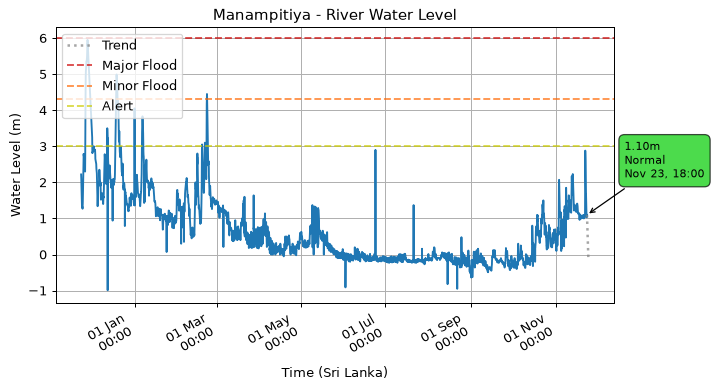 Manampitiya - River Water Level
Water Level (m)
6
5
4
3
2
1
0
−1
Trend
Major Flood
Minor Flood
Alert
1.10m
Normal
Nov 23, 18:00
01 Jan
00:00
01 Mar
00:00
01 May
00:00
01 Jul
00:00
01 Sep
00:00
01 Nov
00:00
Time (Sri Lanka)